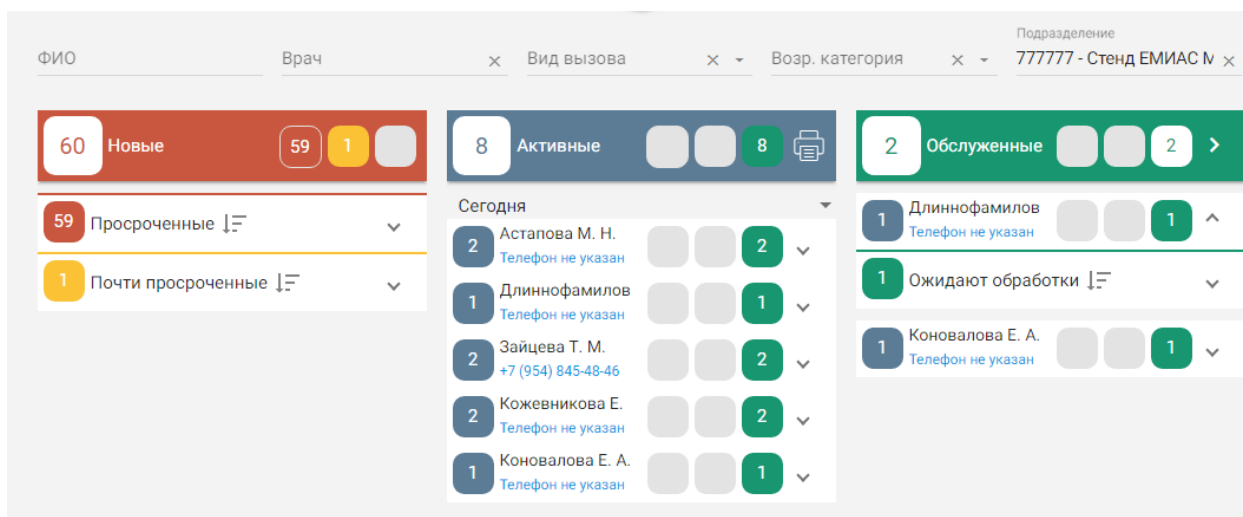 Подразделение
ФИО Врач Вид вызова Возр. категория 777777 - Стенд ЕМИАС М
60 Новые 59 1
59 Просроченные
1 Почти просроченные
8 Активные 8
Сегодня
2 Астапова М. Н. 2
Телефон не указан
1 Длиннофамилов 1
Телефон не указан
2 Зайцева Т. М. 2
+7 (954) 845-48-46
2 Кожевникова Е. 2
Телефон не указан
1 Коновалова Е. А. 1
Телефон не указан
2 Обслуженные 2
1 Длиннофамилов 1
Телефон не указан
1 Ожидают обработки
1 Коновалова Е. А. 1
Телефон не указан